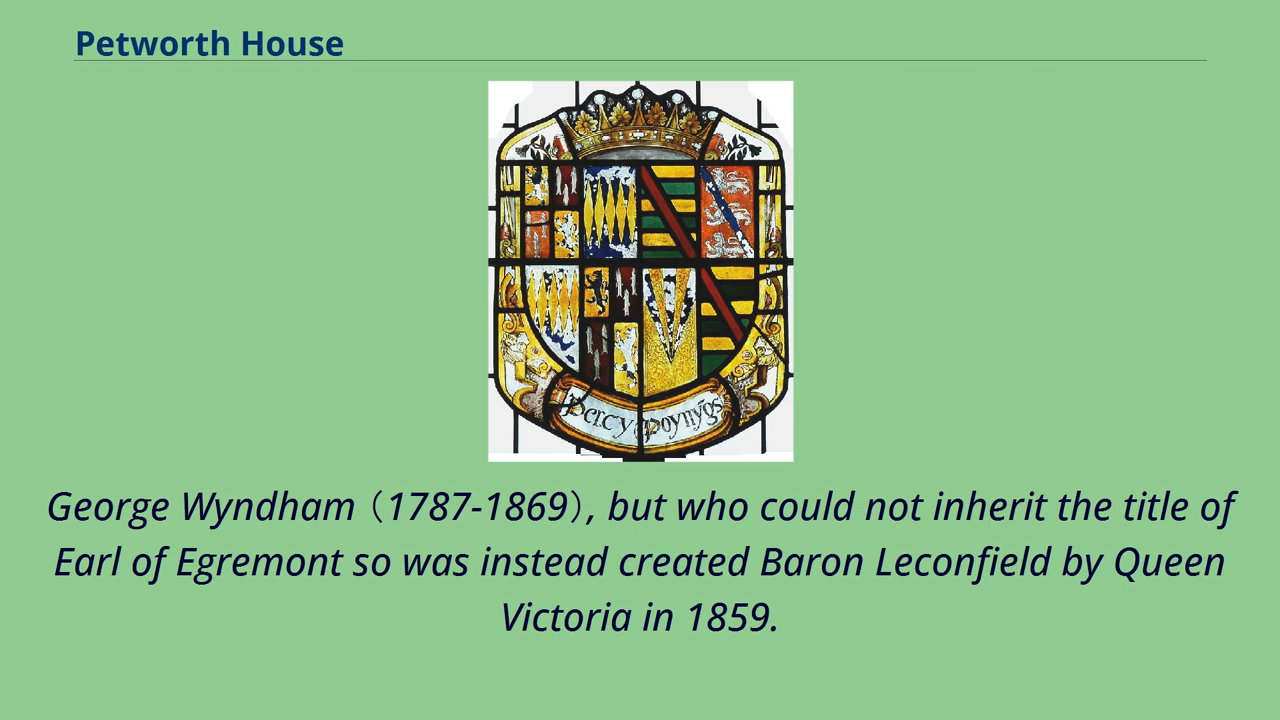 Petworth House
percy poynygs
George Wyndham（1787-1869）, but who could not inherit the title of
Earl of Egremont so was instead created Baron Leconfield by Queen
Victoria in 1859.